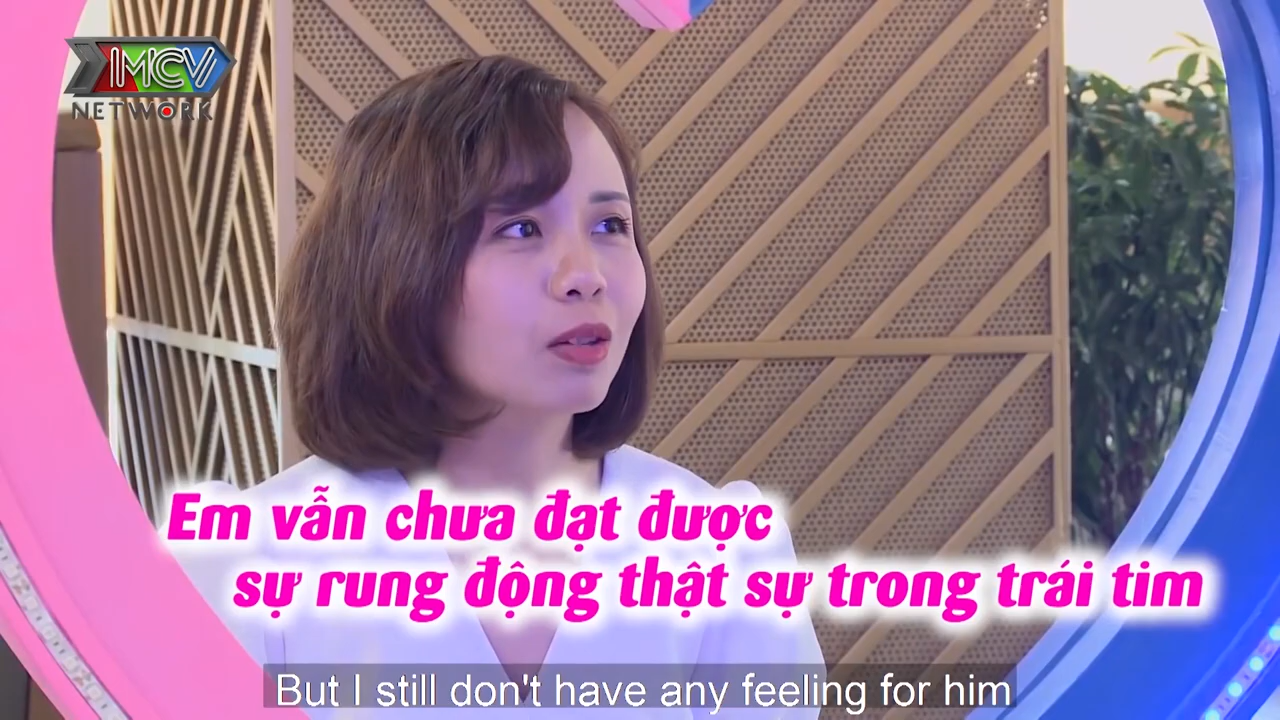 MCV
NETWORK
Em vẫn chưa đạt được
sự rung động thật sự trong trái tim
But I still don't have any feeling for him